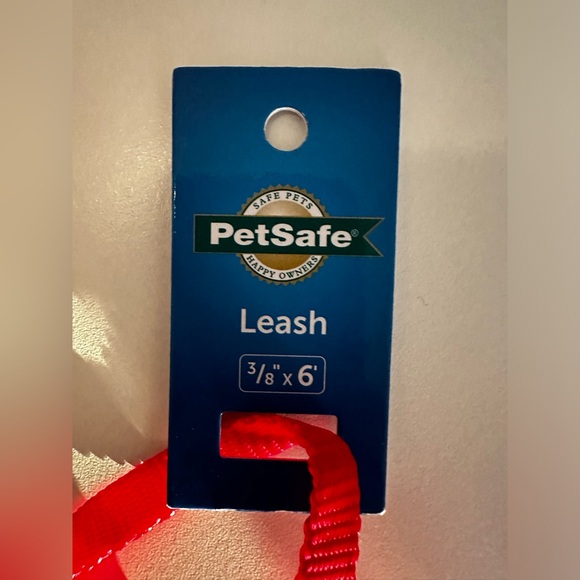 SAFE PETS
PetSafe®
HAPPY OWNERS
Leash
3/8" x 6'